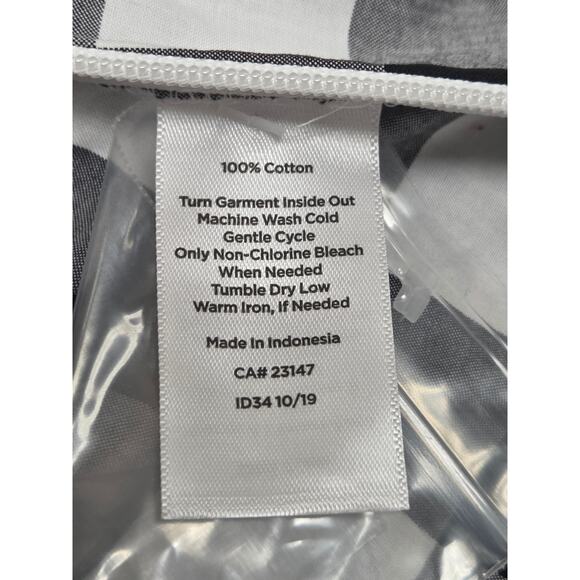 100% Cotton
Turn Garment Inside Out
Machine Wash Cold
Gentle Cycle
Only Non-Chlorine Bleach
When Needed
Tumble Dry Low
Warm Iron, If Needed
Made In Indonesia
CA# 23147
ID34 10/19